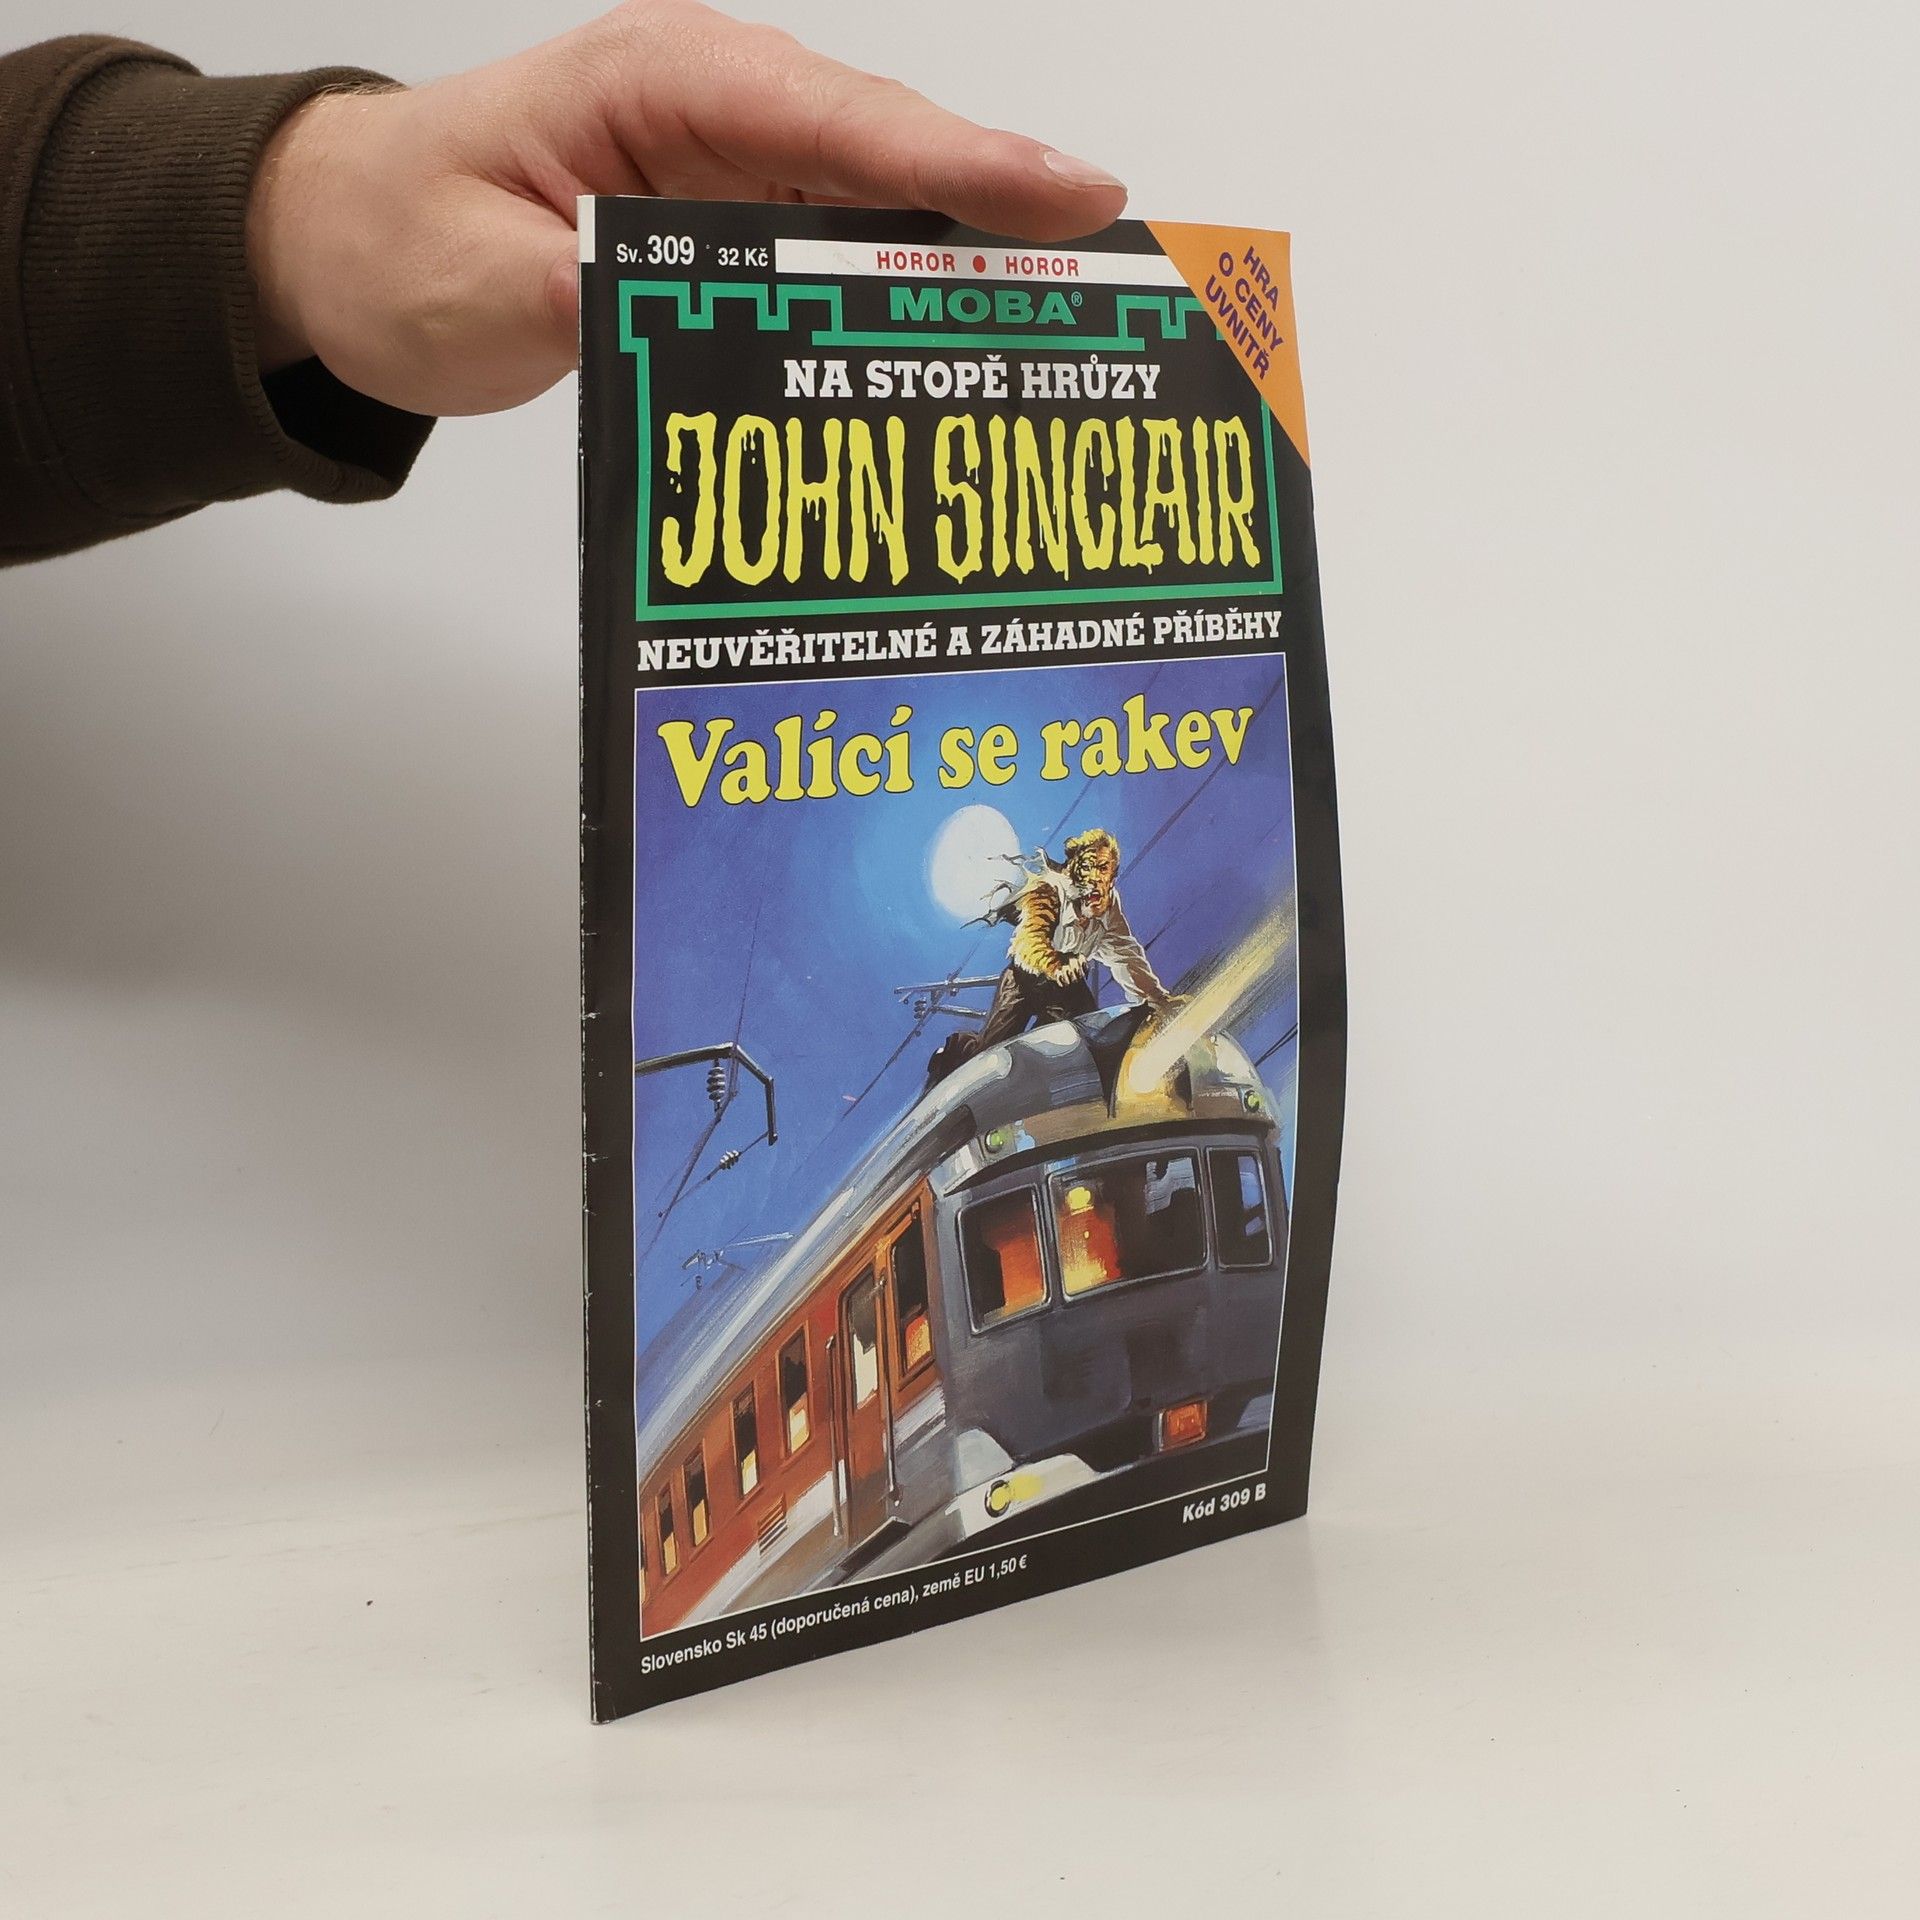 Sv. 309 32 Kč
HOROR ● HOROR
HRA
O CENY
UVNITŘ
MOBA®
NA STOPĚ HRŮZY
JOHN SINCLAIR
NEUVĚŘITELNÉ A ZÁHADNÉ PŘÍBĚHY
Valící se rakev
Kód 309 B
Slovensko Sk 45 (doporučená cena), země EU 1,50 €